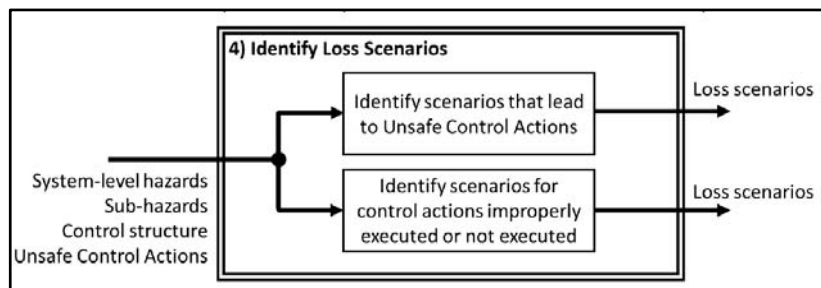 4) Identify Loss Scenarios
Identify scenarios that lead
to Unsafe Control Actions
Loss scenarios
System-level hazards
Sub-hazards
Control structure
Unsafe Control Actions
Identify scenarios for
control actions improperly
executed or not executed
Loss scenarios